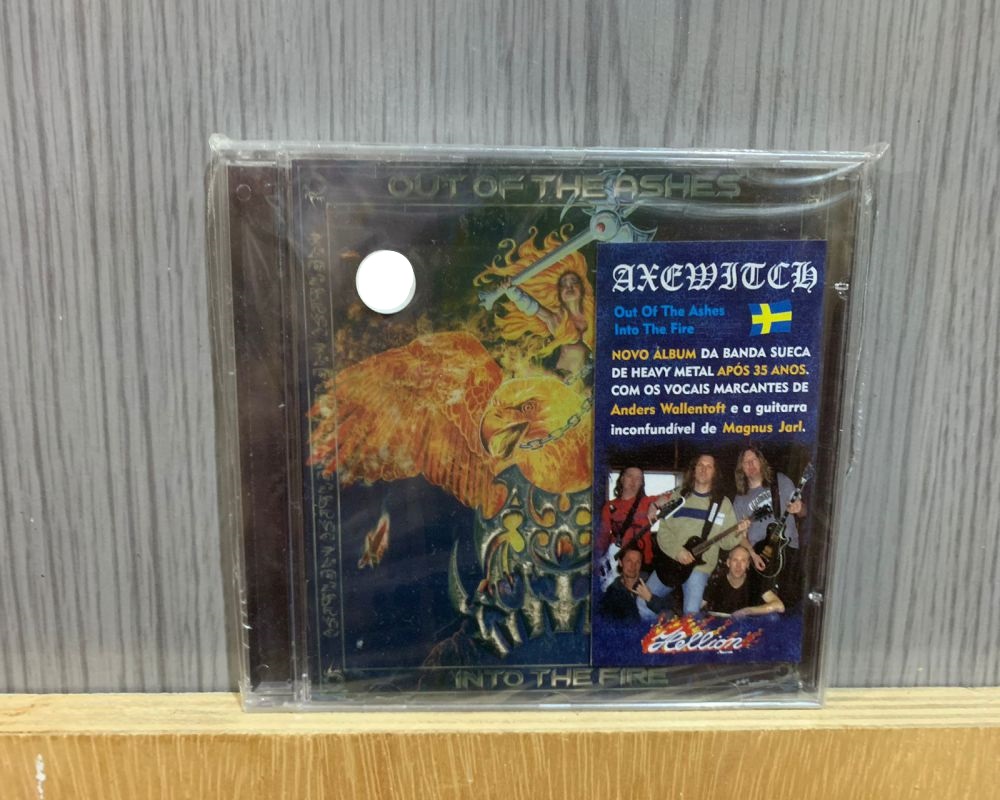 OUT OF THE ASHES
AXEWITCH
Out Of The Ashes
Into The Fire
NOVO ÁLBUM DA BANDA SUECA
DE HEAVY METAL APÓS 35 ANOS.
COM OS VOCAIS MARCANTES DE
Anders Wallentoft e a guitarra
inconfundível de Magnus Jarl.
Hellion
INTO THE FIRE